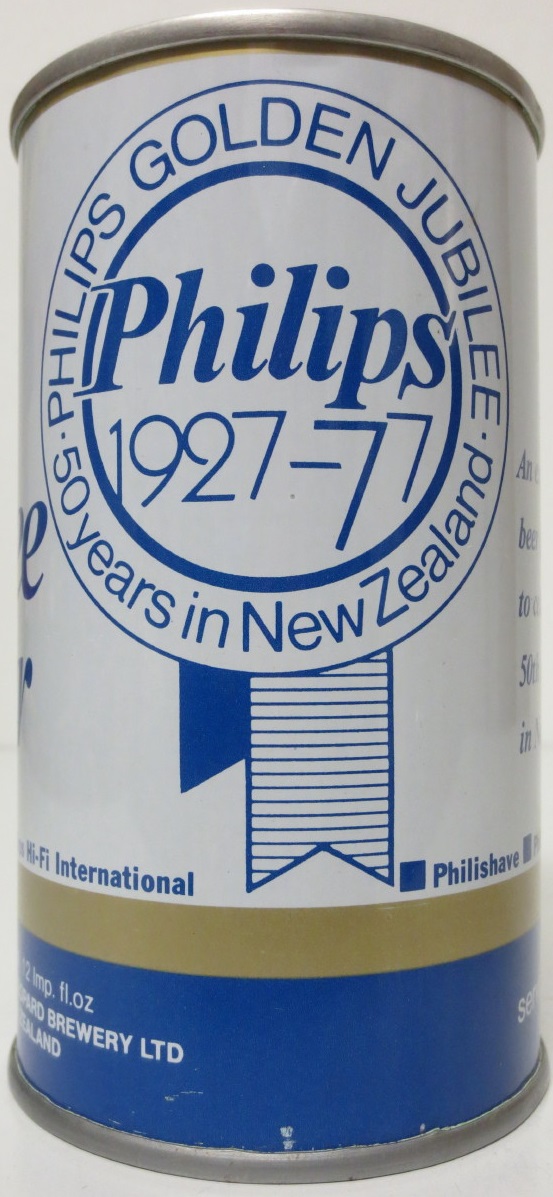 PHILIPS GOLDEN JUBILEE
Philips
1927-77
· 50 years in New Zealand ·
Hi-Fi International
■ Philishave ■
12 Imp. fl.oz
BREWERY LTD